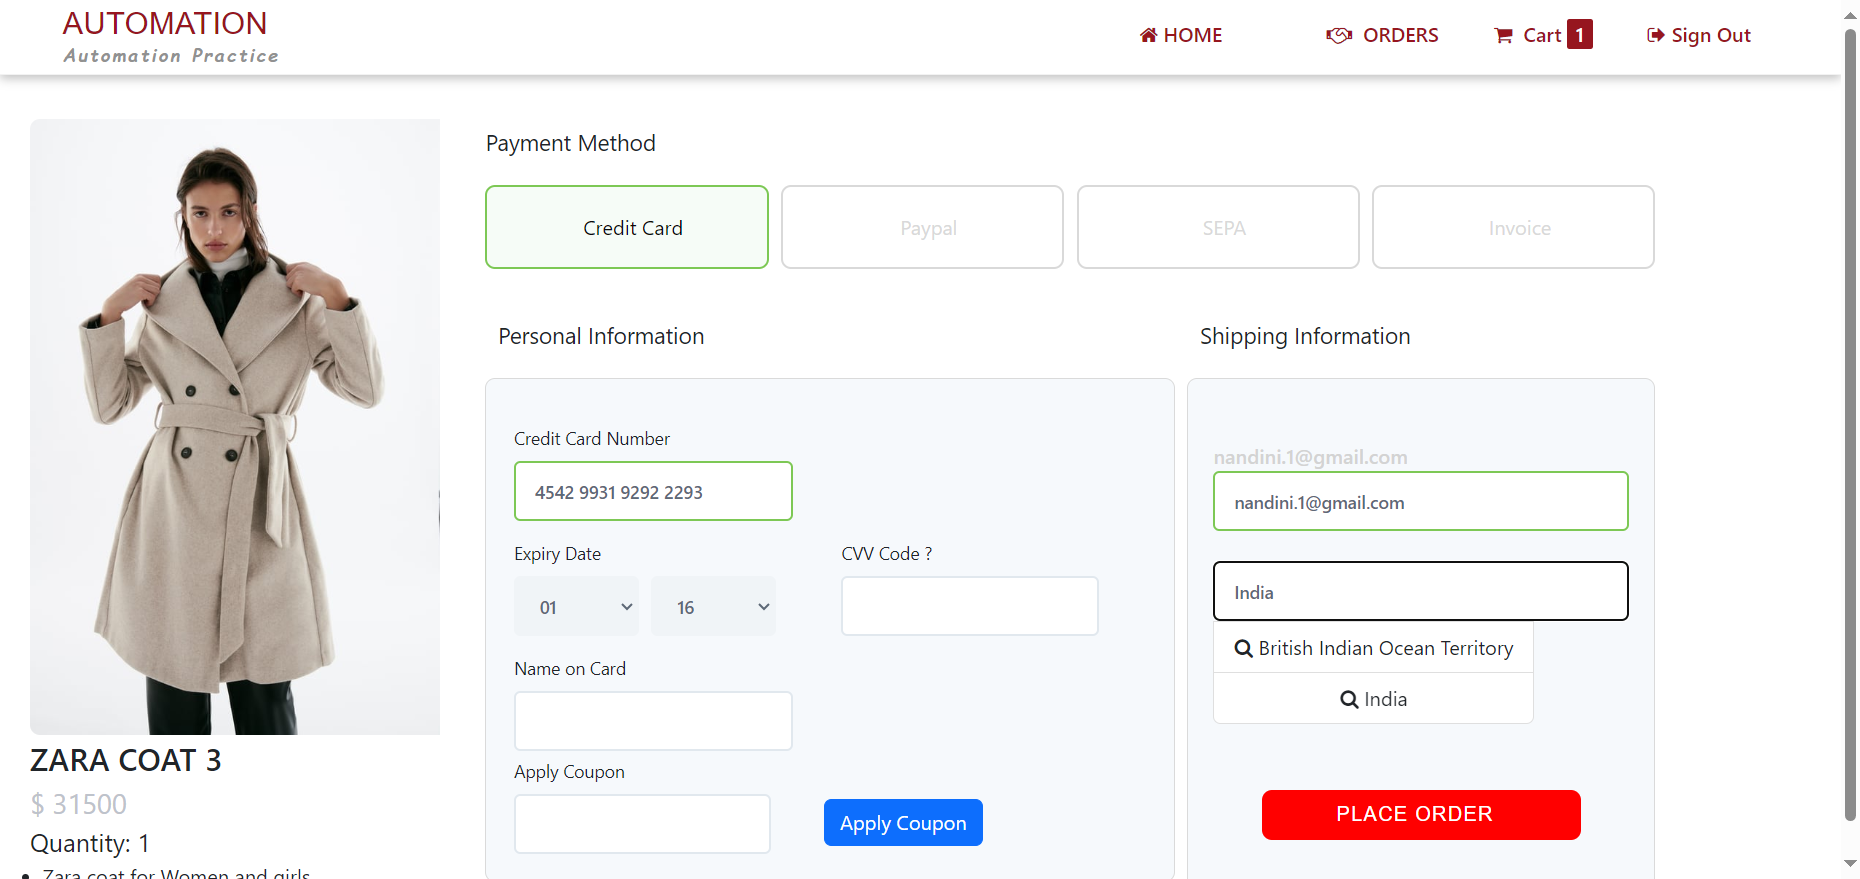 AUTOMATION
Automation Practice
HOME
ORDERS
Cart 1
Sign Out
Payment Method
Credit Card
Paypal
SEPA
Invoice
Personal Information
Shipping Information
Credit Card Number
4542 9931 9292 2293
Expiry Date
CVV Code ?
01
16
Name on Card
Apply Coupon
Apply Coupon
nandini.1@gmail.com
nandini.1@gmail.com
India
British Indian Ocean Territory
India
PLACE ORDER
ZARA COAT 3
$ 31500
Quantity: 1
Zara coat for Women and girls